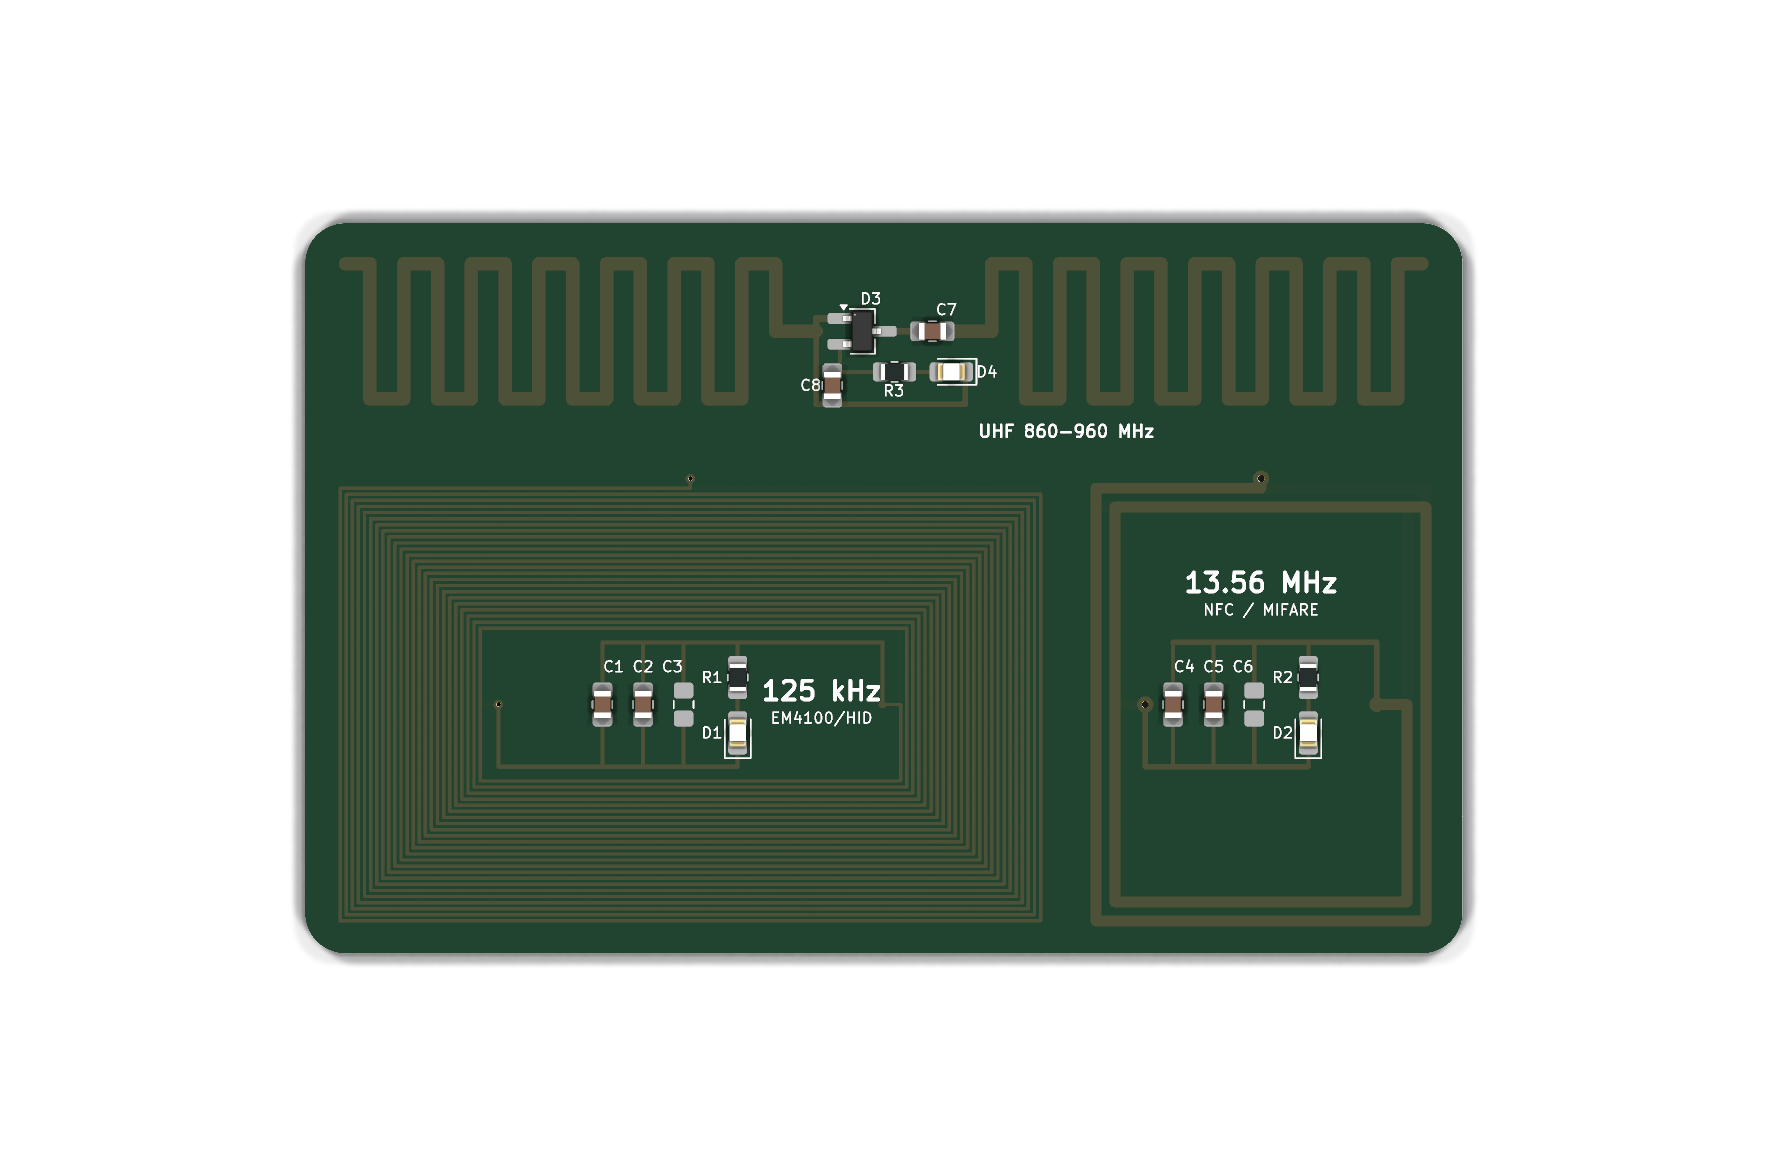 D3
C7
C8
R3
D4
UHF 860-960 MHz
13.56 MHz
NFC / MIFARE
C1 C2 C3
R1
125 kHz
EM4100/HID
D1
C4 C5 C6
R2
D2